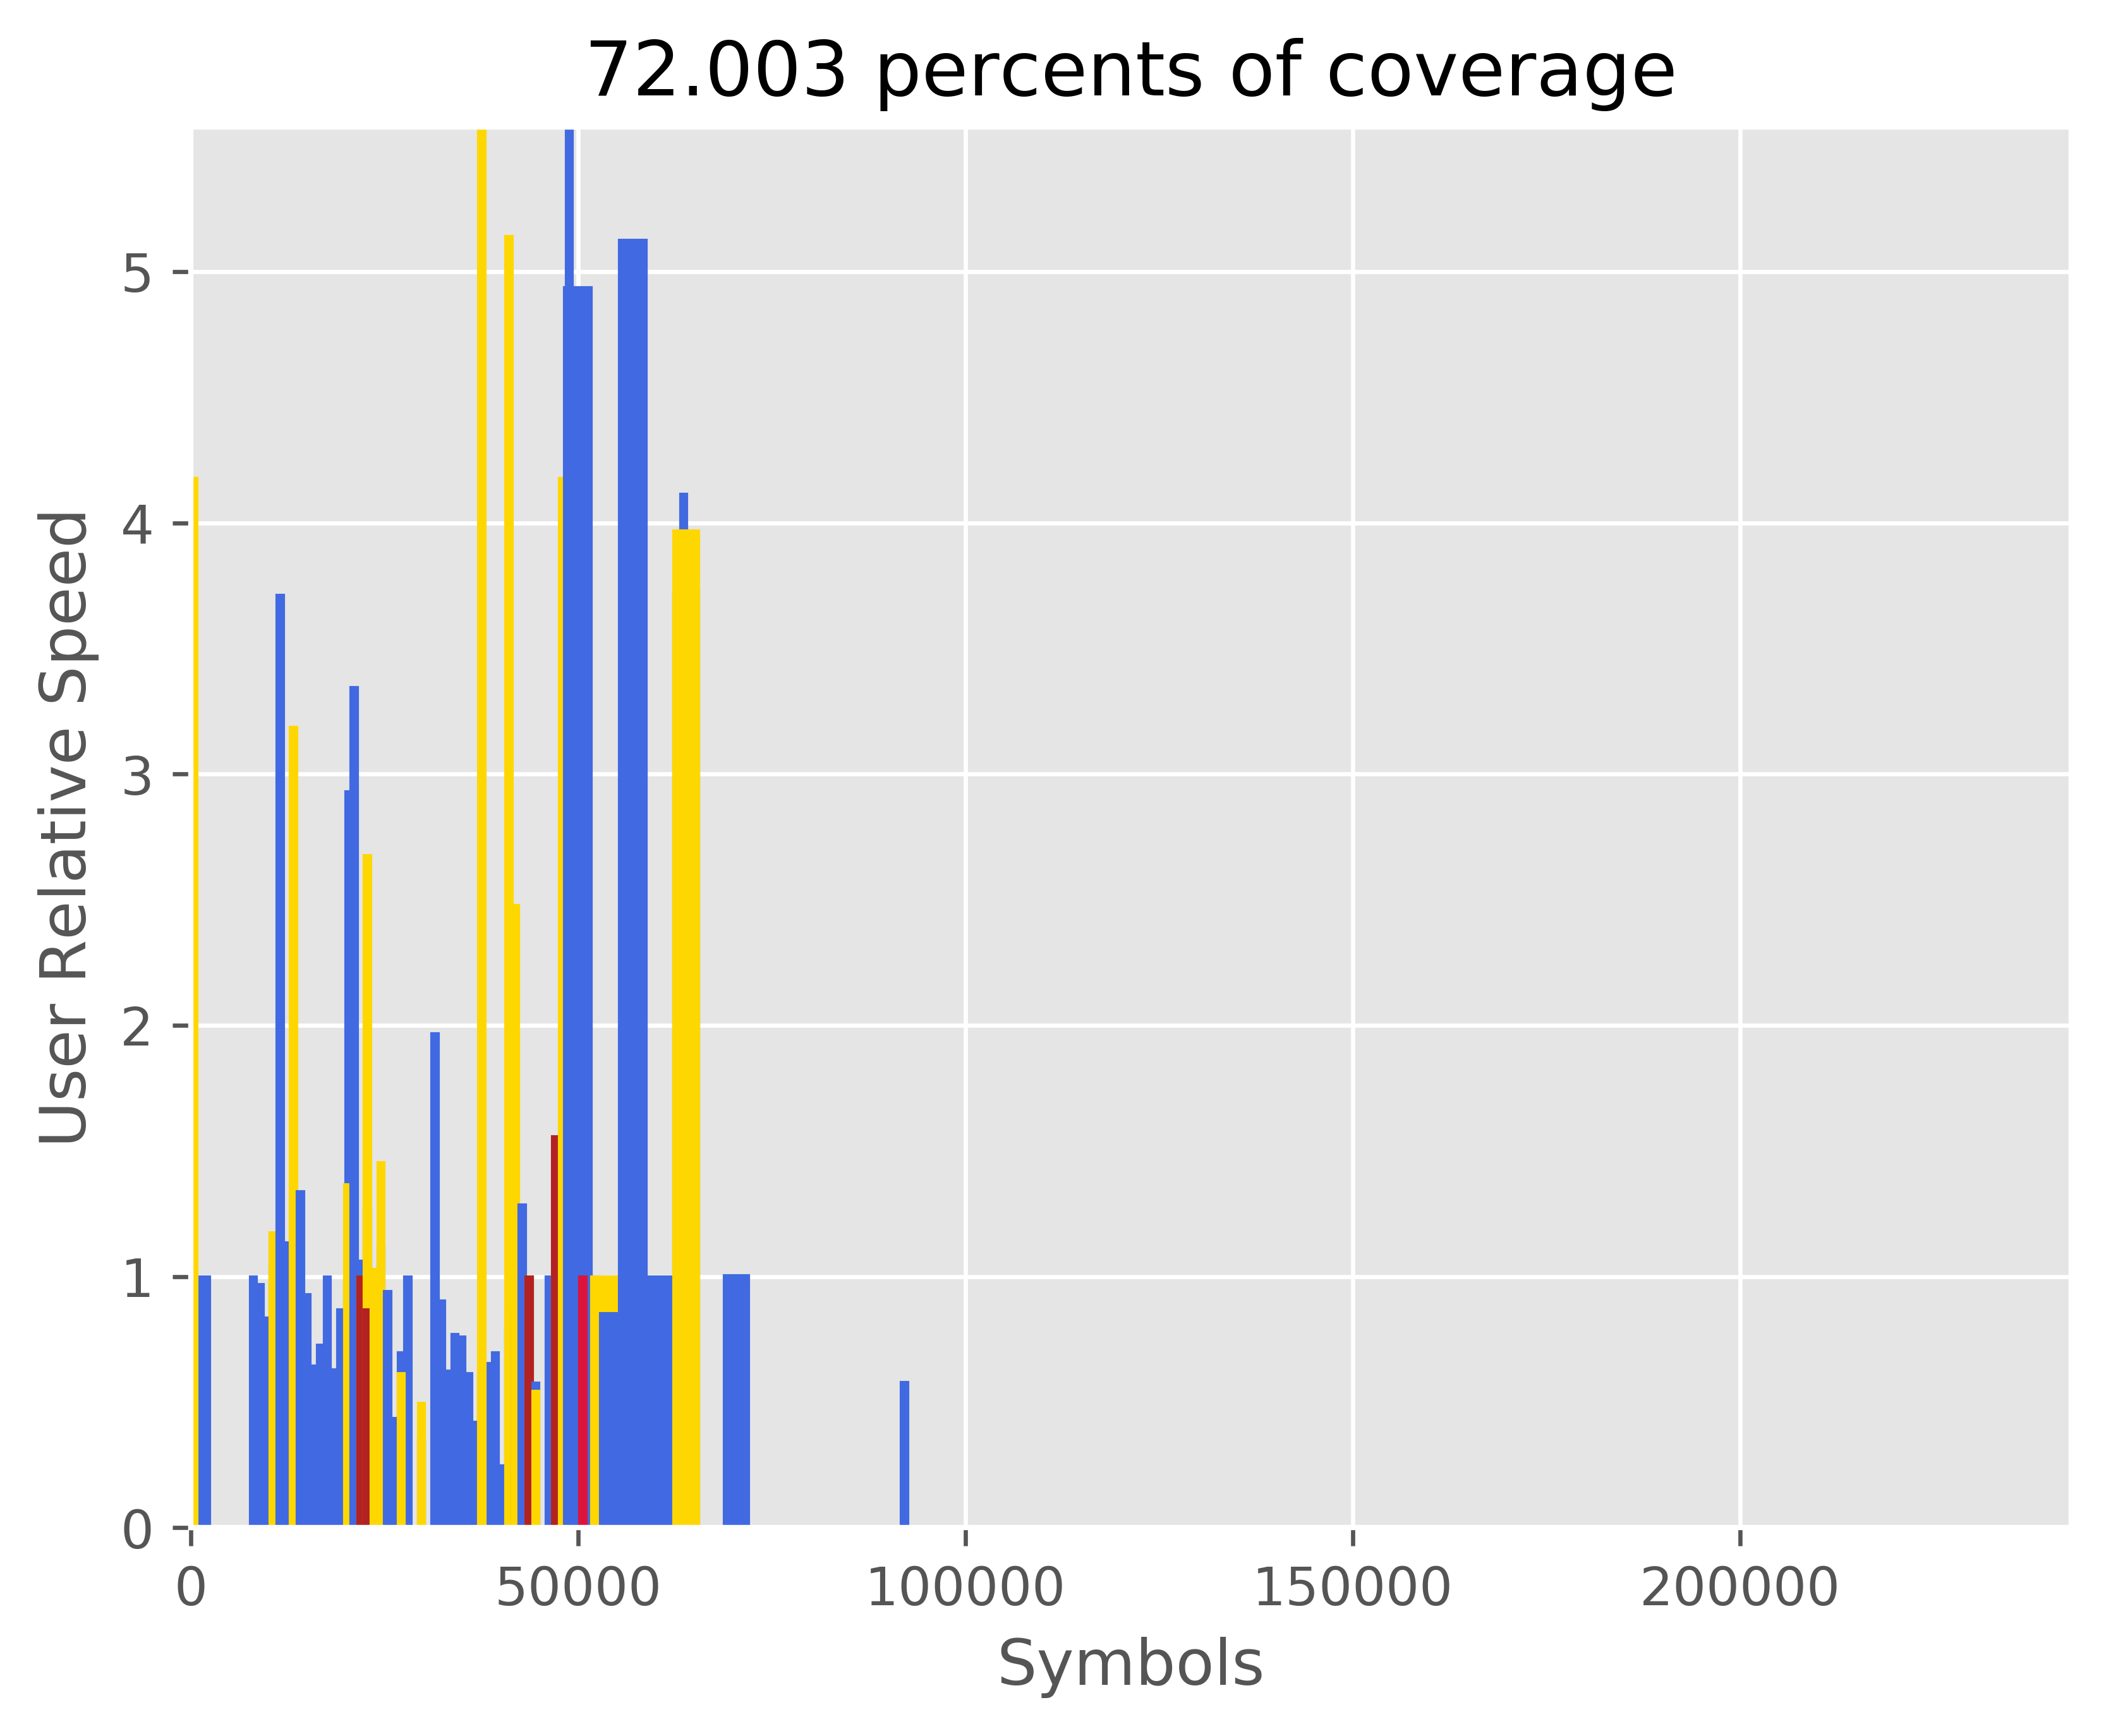 72.003 percents of coverage
User Relative Speed
5
4
3
2
1
0
0 50000 100000 150000 200000
Symbols